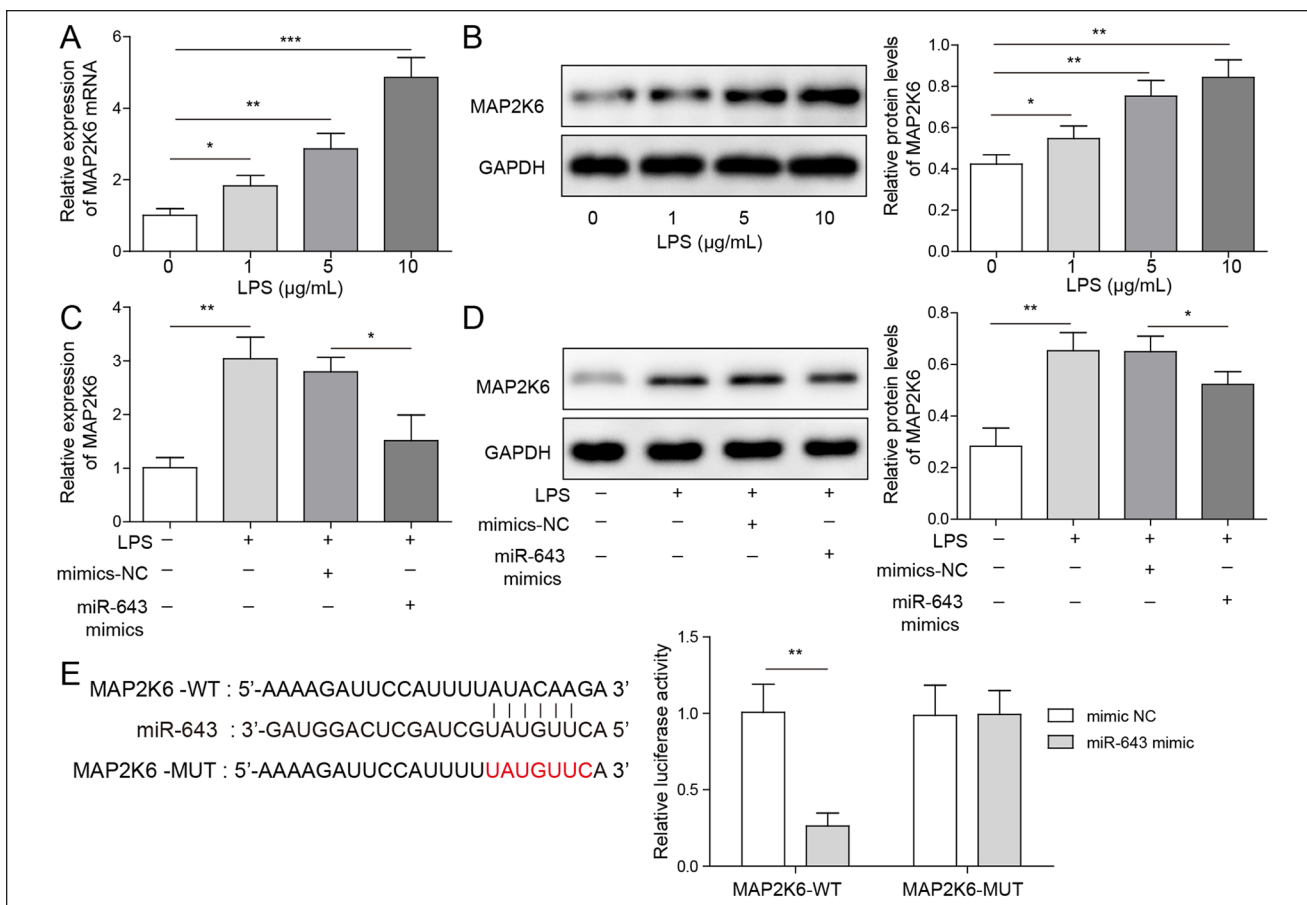 A
Relative expression
of MAP2K6 mRNA
6
4
2
0
*
**
***
0 1 5 10
LPS (µg/mL)
B
MAP2K6
GAPDH
0 1 5 10
LPS (µg/mL)
Relative protein levels
of MAP2K6
1.0
0.8
0.6
0.4
0.2
0.0
*
**
**
0 1 5 10
LPS (µg/mL)
C
Relative expression
of MAP2K6
4
3
2
1
0
**
*
LPS – + + +
mimics-NC – – + –
miR-643 – – – +
mimics
D
MAP2K6
GAPDH
LPS – + + +
mimics-NC – – + –
miR-643 – – – +
mimics
Relative protein levels
of MAP2K6
0.8
0.6
0.4
0.2
0.0
**
*
LPS – + + +
mimics-NC – – + –
miR-643 – – – +
mimics
E
MAP2K6 -WT : 5’-AAAAGAUUCCAUUUUAUACAAGA 3’
miR-643 : 3’-GAUGGACUCGAUCGUAUGUUCA 5’
MAP2K6 -MUT : 5’-AAAAGAUUCCAUUUUUAUGUUCA 3’
Relative luciferase activity
1.5
1.0
0.5
0.0
**
MAP2K6-WT MAP2K6-MUT
mimic NC
miR-643 mimic